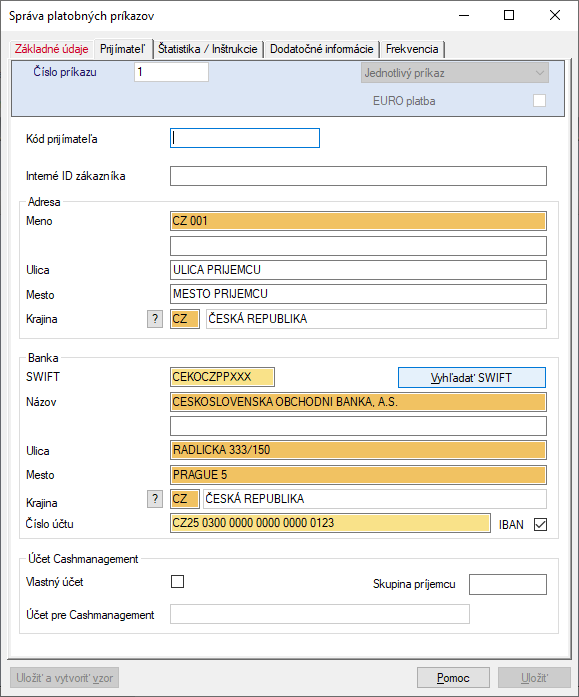 Správa platobných príkazov
Základné údaje Prijímateľ Štatistika / Inštrukcie Dodatočné informácie Frekvencia
Číslo príkazu 1 Jednotlivý príkaz
EURO platba
Kód prijímateľa
Interné ID zákazníka
Adresa
Meno CZ 001
Ulica ULICA PRIJEMCU
Mesto MESTO PRIJEMCU
Krajina ? CZ ČESKÁ REPUBLIKA
Banka
SWIFT CEKOCZPPXXX Vyhľadať SWIFT
Názov CESKOSLOVENSKA OBCHODNI BANKA, A.S.
Ulica RADLICKA 333/150
Mesto PRAGUE 5
Krajina ? CZ ČESKÁ REPUBLIKA
Číslo účtu CZ25 0300 0000 0000 0000 0123 IBAN
Účet Cashmanagement
Vlastný účet Skupina príjemcu
Účet pre Cashmanagement
Uložiť a vytvoriť vzor Pomoc Uložiť